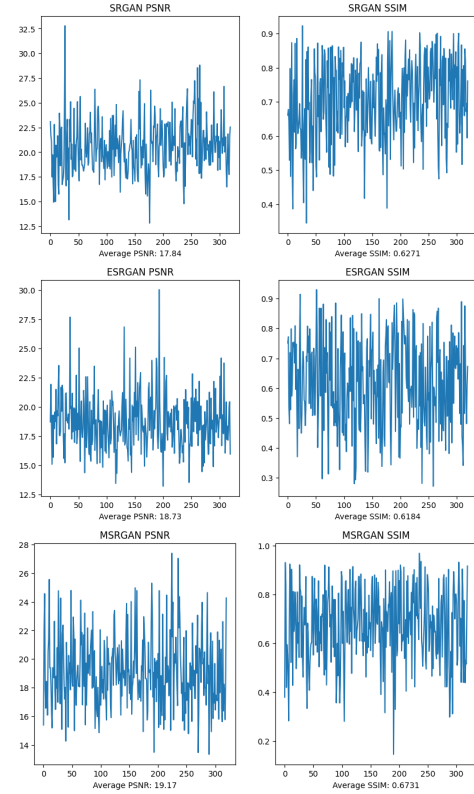 SRGAN PSNR
32.5
30.0
27.5
25.0
22.5
20.0
17.5
15.0
12.5
0 50 100 150 200 250 300
Average PSNR: 17.84
SRGAN SSIM
0.9
0.8
0.7
0.6
0.5
0.4
0 50 100 150 200 250 300
Average SSIM: 0.6271
ESRGAN PSNR
30.0
27.5
25.0
22.5
20.0
17.5
15.0
12.5
0 50 100 150 200 250 300
Average PSNR: 18.73
ESRGAN SSIM
0.9
0.8
0.7
0.6
0.5
0.4
0.3
0 50 100 150 200 250 300
Average SSIM: 0.6184
MSRGAN PSNR
28
26
24
22
20
18
16
14
0 50 100 150 200 250 300
Average PSNR: 19.17
MSRGAN SSIM
1.0
0.8
0.6
0.4
0.2
0 50 100 150 200 250 300
Average SSIM: 0.6731